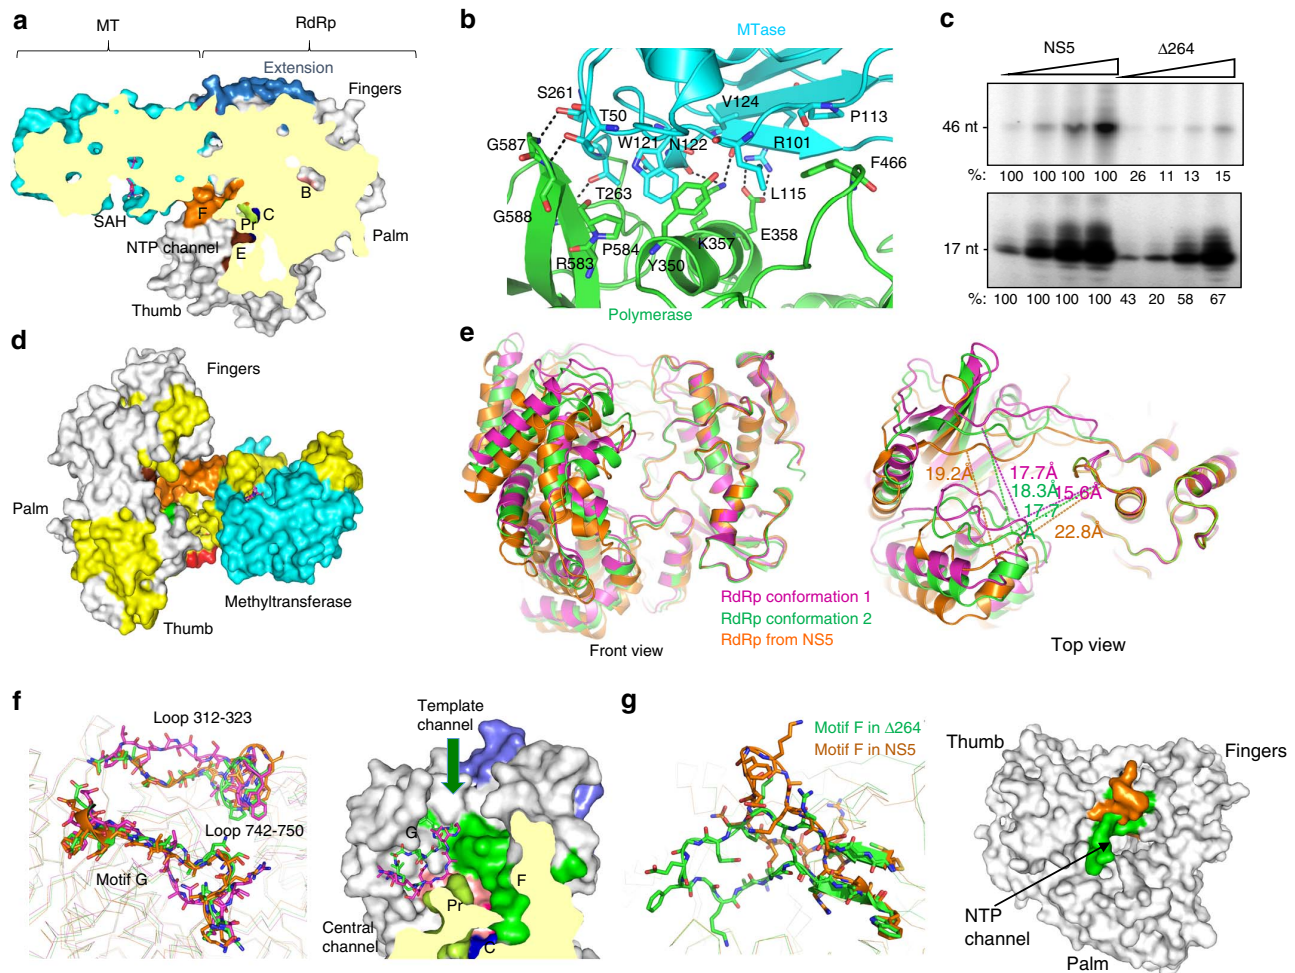 a
MT
RdRp
Extension
Fingers
B
F
C
Pr
SAH
NTP channel
E
Palm
Thumb
b
MTase
S261
T50
V124
P113
G587
W121
N122
R101
F466
T263
L115
G588
P584
K357
E358
R583
Y350
Polymerase
c
NS5
Δ264
46 nt
%: 100 100 100 100 26 11 13 15
17 nt
%: 100 100 100 100 43 20 58 67
d
Fingers
Palm
Methyltransferase
Thumb
e
19.2Å
17.7Å
18.3Å
15.6Å
17.7
Å
22.8Å
RdRp conformation 1
RdRp conformation 2
RdRp from NS5
Front view
Top view
f
Loop 312-323
Loop 742-750
Motif G
Template
channel
G
F
Pr
Central
channel
C
g
Motif F in Δ264
Motif F in NS5
Thumb
Fingers
NTP
channel
Palm